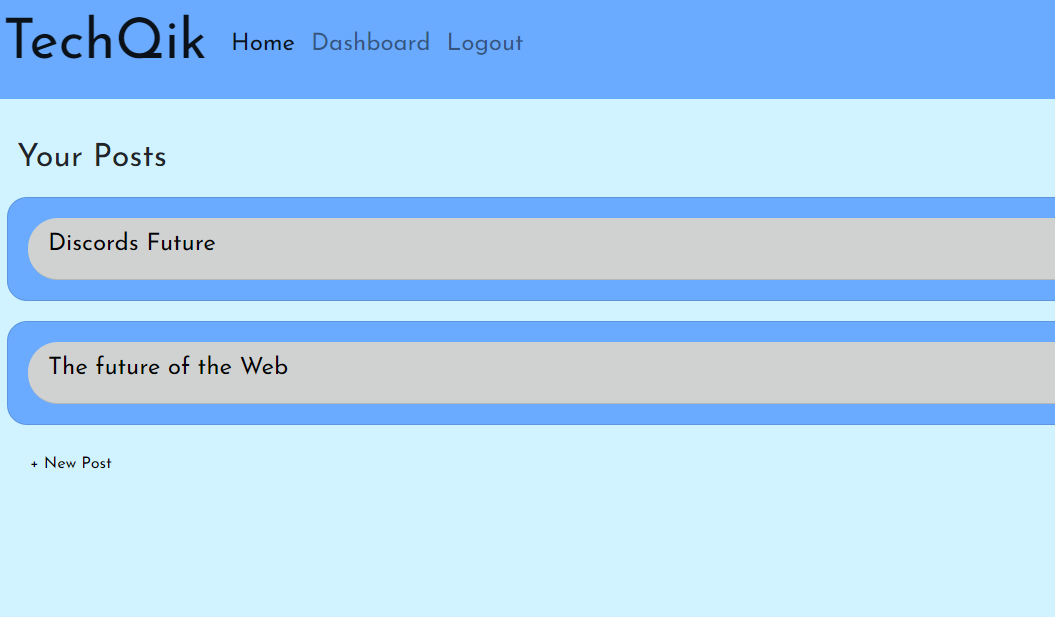 TechQik Home Dashboard Logout
Your Posts
Discords Future
The future of the Web
+ New Post